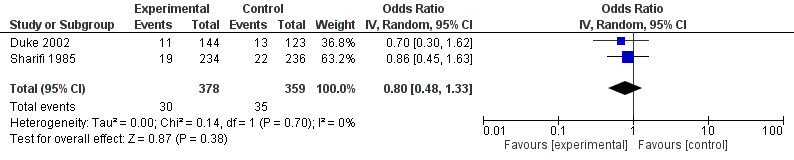 Experimental Control Odds Ratio Odds Ratio
Study or Subgroup Events Total Events Total Weight IV, Random, 95% CI IV, Random, 95% CI
Duke 2002 11 144 13 123 36.8% 0.70 [0.30, 1.62]
Sharifi 1985 19 234 22 236 63.2% 0.86 [0.45, 1.63]
Total (95% CI) 378 359 100.0% 0.80 [0.48, 1.33]
Total events 30 35
Heterogeneity: Tau² = 0.00; Chi² = 0.14, df = 1 (P = 0.70); I² = 0%
Test for overall effect: Z = 0.87 (P = 0.38)
0.01 0.1 1 10 100
Favours [experimental] Favours [control]